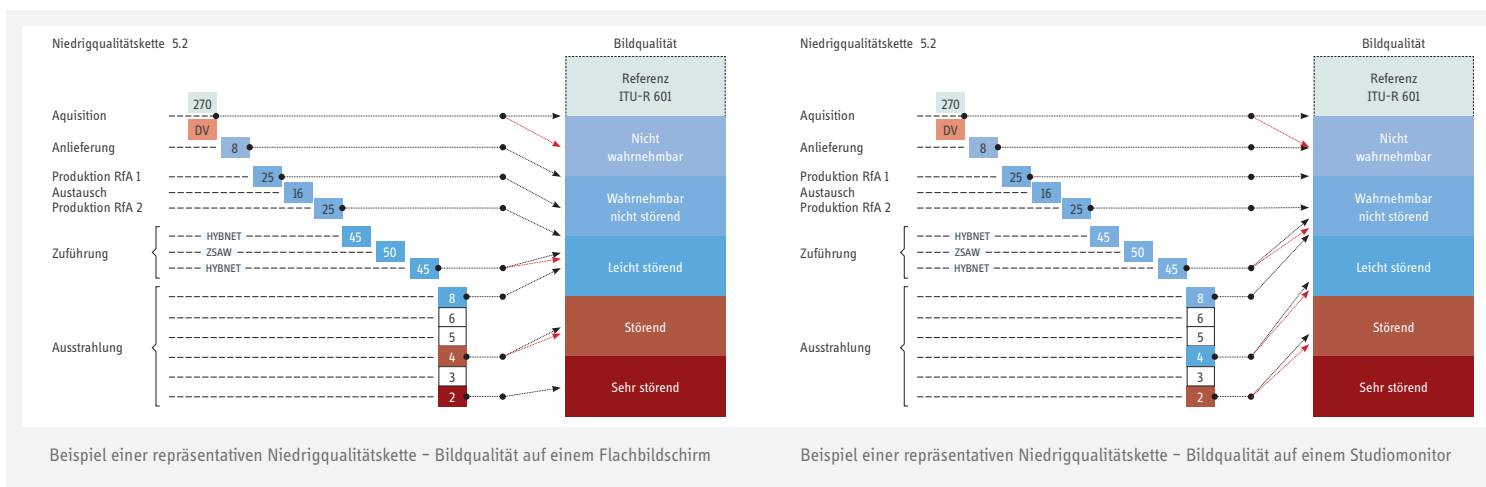 Niedrigqualitätskette 5.2
Bildqualität
Referenz
ITU-R 601
270
Aquisition
DV
Nicht
wahrnehmbar
Anlieferung
8
Produktion RfA 1
25
Austausch
16
Wahrnehmbar
nicht störend
Produktion RfA 2
25
HYBNET
45
Zuführung
ZSAW
50
HYBNET
45
Leicht störend
8
6
Störend
5
Ausstrahlung
4
3
Sehr störend
2
Beispiel einer repräsentativen Niedrigqualitätskette – Bildqualität auf einem Flachbildschirm
Niedrigqualitätskette 5.2
Bildqualität
Referenz
ITU-R 601
270
Aquisition
DV
Nicht
wahrnehmbar
Anlieferung
8
Produktion RfA 1
25
Austausch
16
Wahrnehmbar
nicht störend
Produktion RfA 2
25
HYBNET
45
Zuführung
ZSAW
50
HYBNET
45
Leicht störend
8
6
Störend
5
Ausstrahlung
4
3
Sehr störend
2
Beispiel einer repräsentativen Niedrigqualitätskette – Bildqualität auf einem Studiomonitor